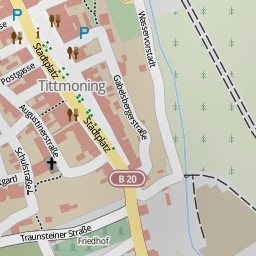 P
P
i
Stadtplatz
Wasservorstadt
Postgasse
Tittmoning
Gabelsbergerstraße
Augustinerstraße
Stadtplatz
Schulstraße
B 20
Traunsteiner Straße
Friedhof